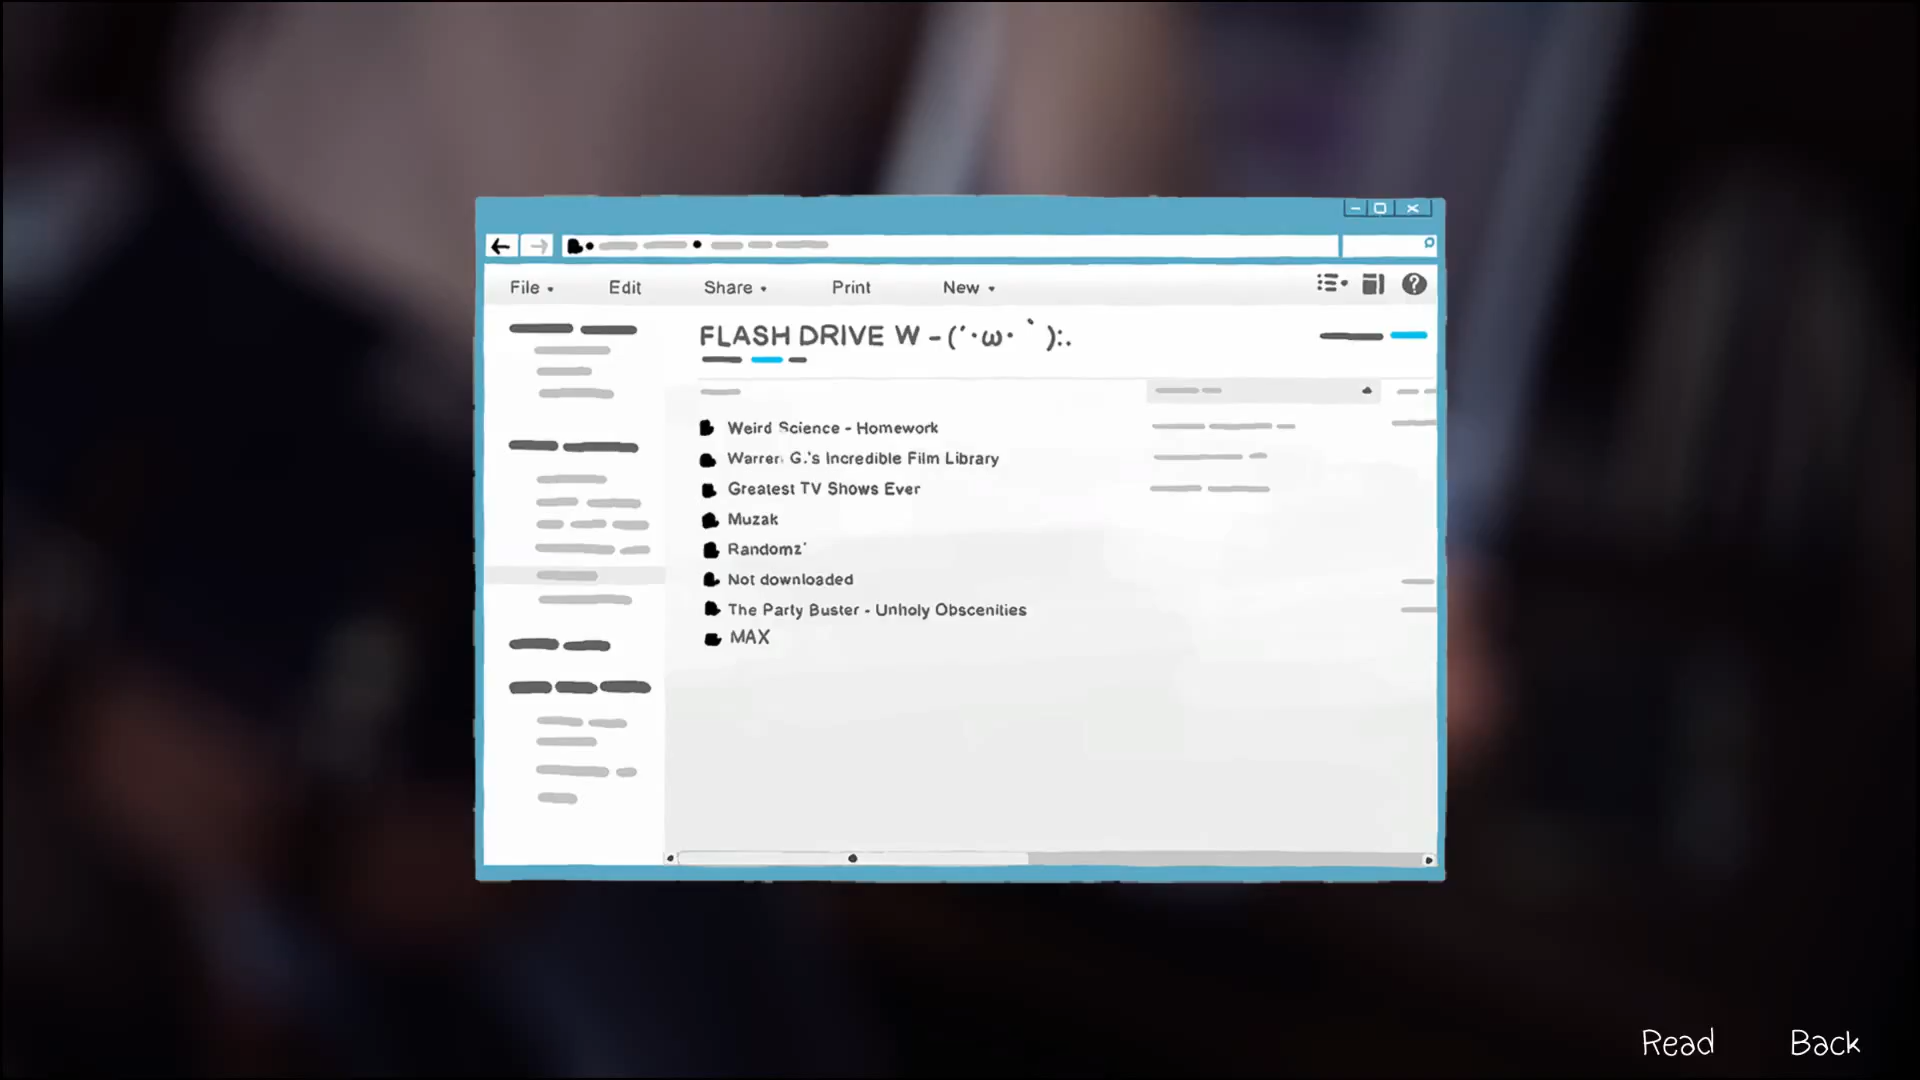 File Edit Share Print New
FLASH DRIVE W - (´･ω･`):.
Weird Science - Homework
Warren G.'s Incredible Film Library
Greatest TV Shows Ever
Muzak
Randomz'
Not downloaded
The Party Buster - Unholy Obscenities
MAX
Read Back